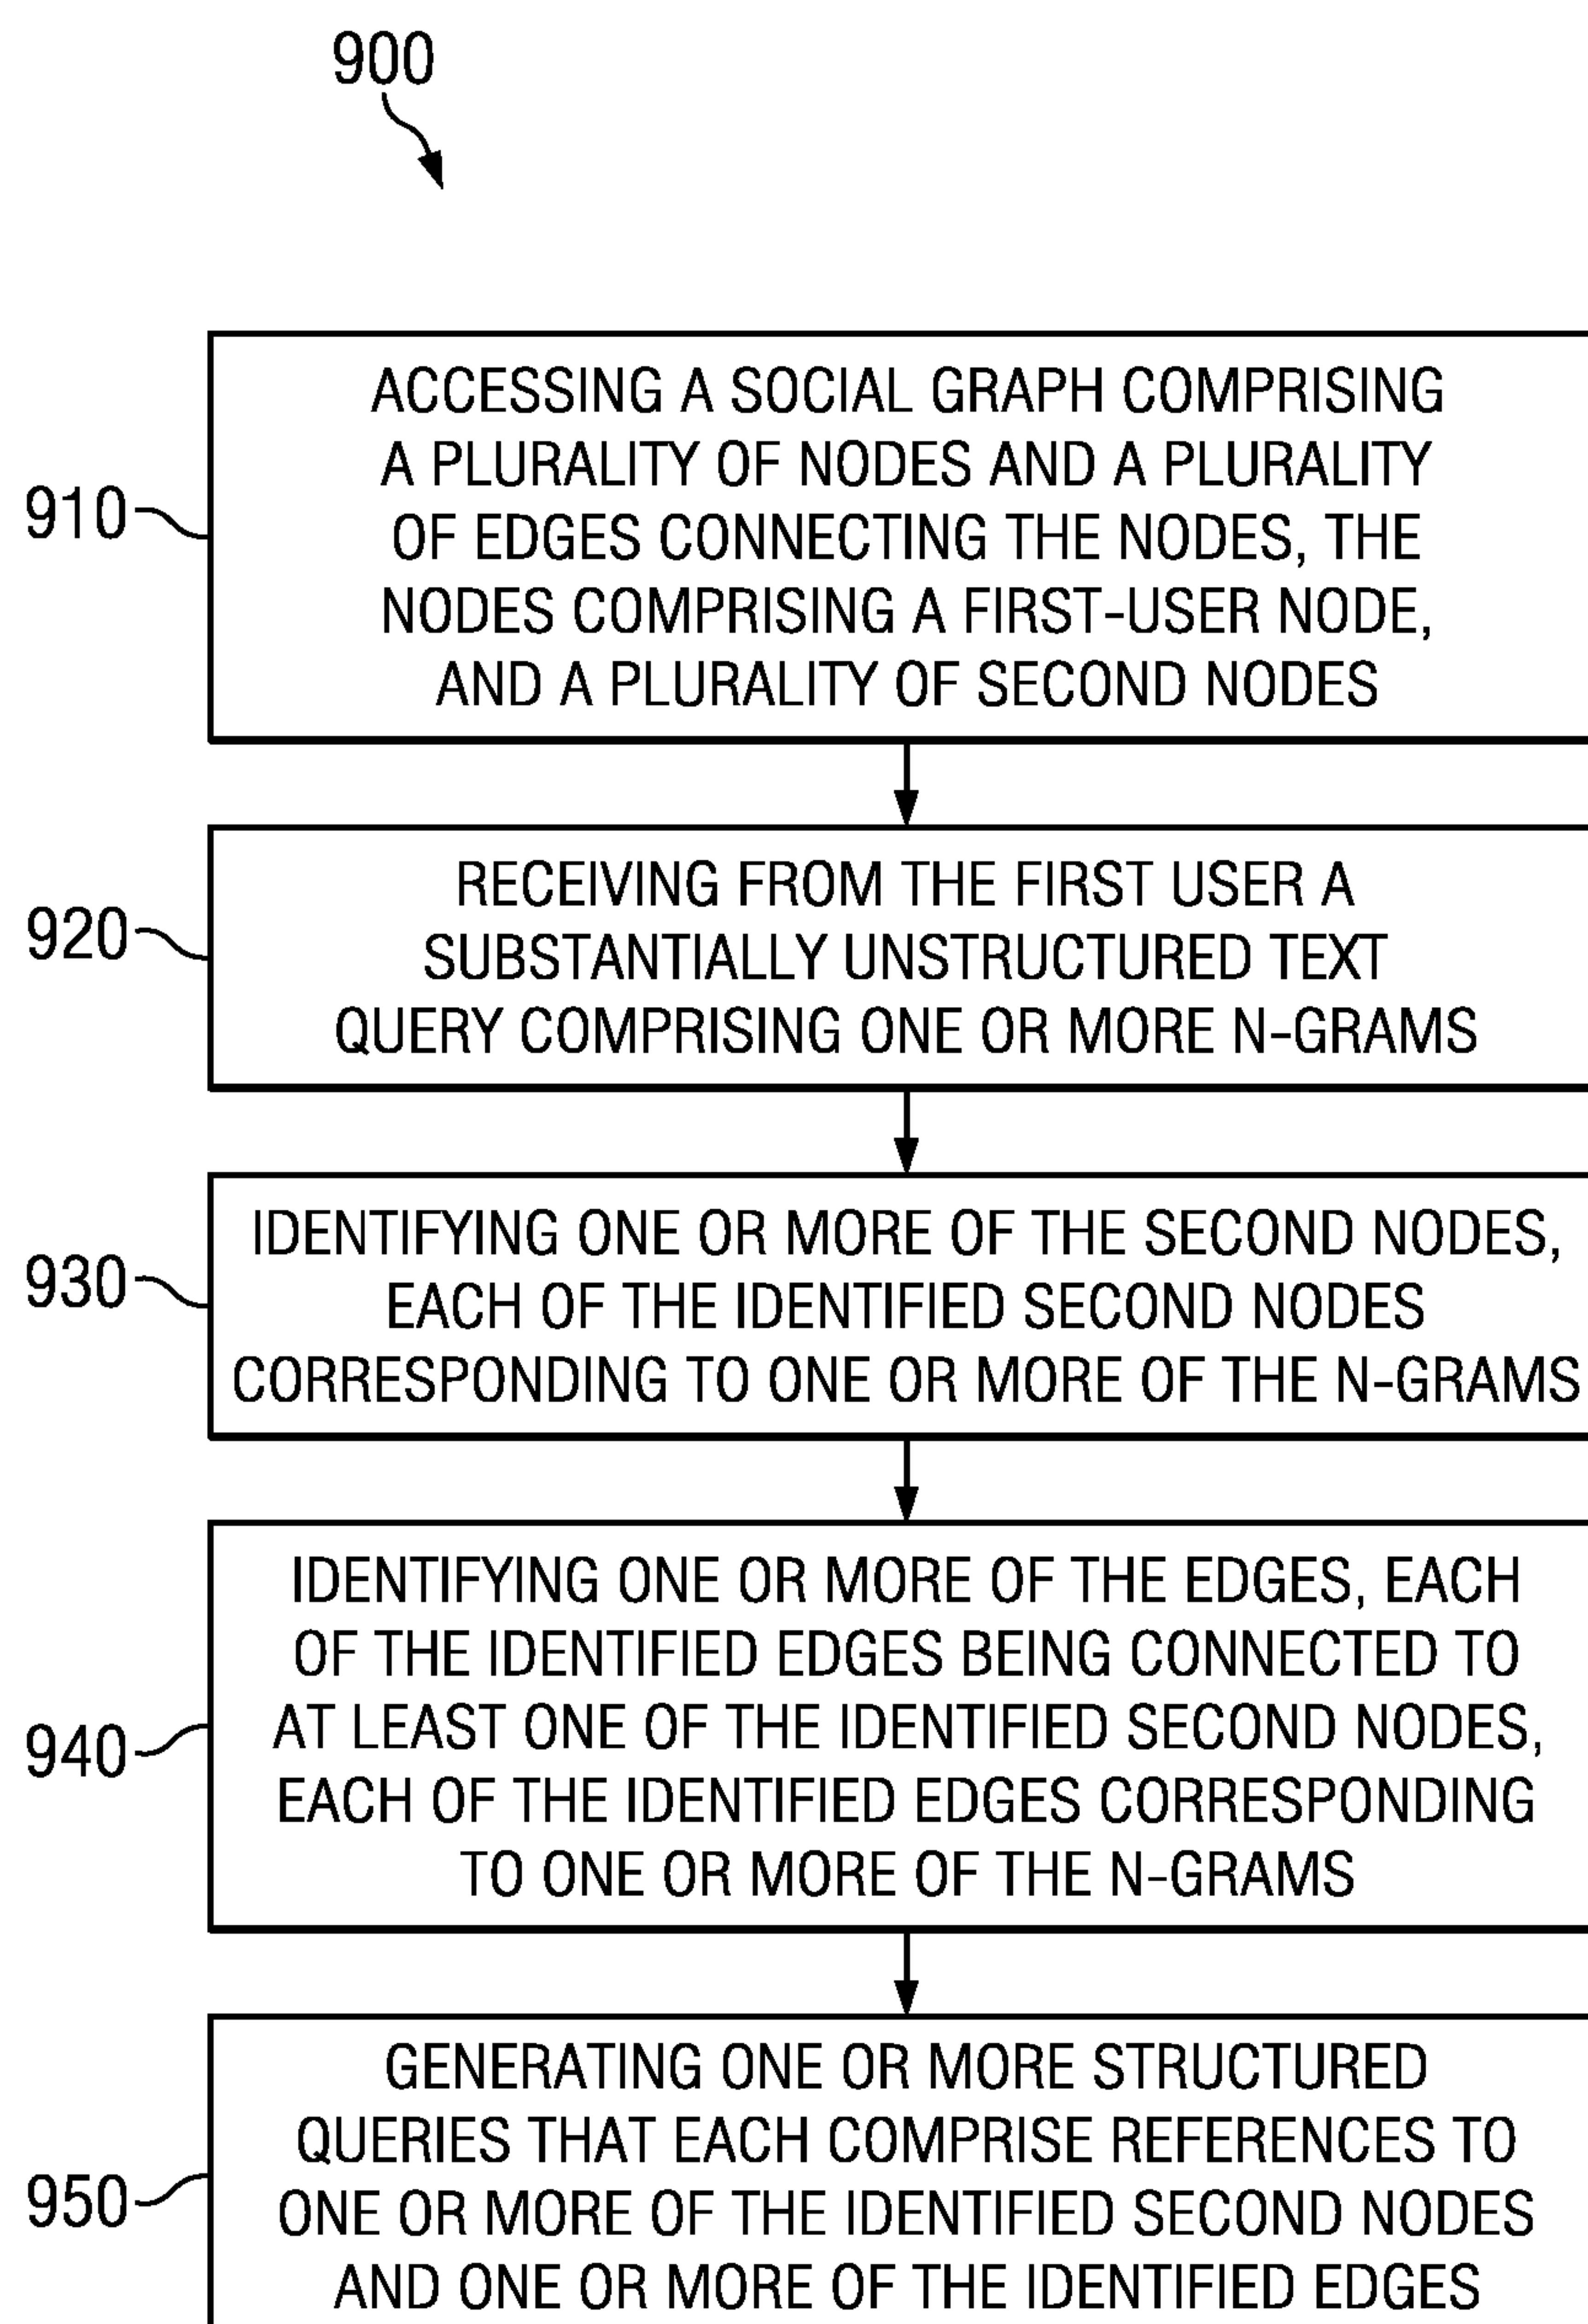 900
910
ACCESSING A SOCIAL GRAPH COMPRISING
A PLURALITY OF NODES AND A PLURALITY
OF EDGES CONNECTING THE NODES, THE
NODES COMPRISING A FIRST-USER NODE,
AND A PLURALITY OF SECOND NODES
920
RECEIVING FROM THE FIRST USER A
SUBSTANTIALLY UNSTRUCTURED TEXT
QUERY COMPRISING ONE OR MORE N-GRAMS
930
IDENTIFYING ONE OR MORE OF THE SECOND NODES,
EACH OF THE IDENTIFIED SECOND NODES
CORRESPONDING TO ONE OR MORE OF THE N-GRAMS
940
IDENTIFYING ONE OR MORE OF THE EDGES, EACH
OF THE IDENTIFIED EDGES BEING CONNECTED TO
AT LEAST ONE OF THE IDENTIFIED SECOND NODES,
EACH OF THE IDENTIFIED EDGES CORRESPONDING
TO ONE OR MORE OF THE N-GRAMS
950
GENERATING ONE OR MORE STRUCTURED
QUERIES THAT EACH COMPRISE REFERENCES TO
ONE OR MORE OF THE IDENTIFIED SECOND NODES
AND ONE OR MORE OF THE IDENTIFIED EDGES